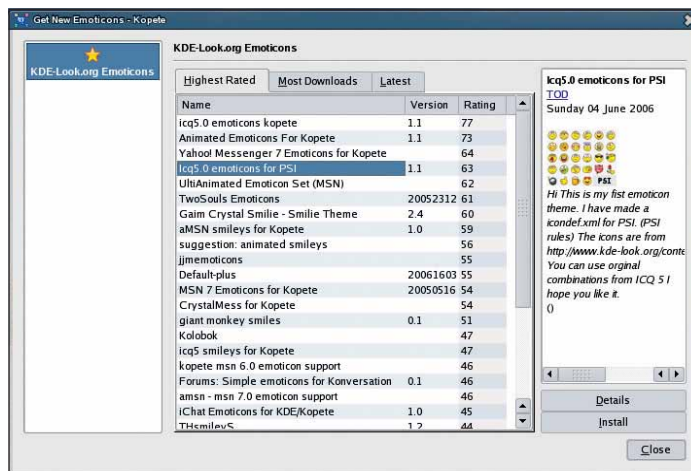 Get New Emoticons - Kopete
KDE-Look.org Emoticons
KDE-Look.org Emoticons
Highest Rated Most Downloads Latest
Name Version Rating
icq5.0 emoticons kopete 1.1 77
Animated Emoticons For Kopete 1.1 73
Yahoo! Messenger 7 Emoticons for Kopete 64
Icq5.0 emoticons for PSI 1.1 63
UltiAnimated Emoticon Set (MSN) 62
TwoSouls Emoticons 20052312 61
Gaim Crystal Smilie - Smilie Theme 2.4 60
aMSN smileys for Kopete 1.0 59
suggestion: animated smileys 56
jjmemoticons 55
Default-plus 20061603 55
MSN 7 Emoticons for Kopete 20050516 54
CrystalMess for Kopete 54
giant monkey smiles 0.1 51
Kolobok 47
icq5 smileys for Kopete 47
kopete msn 6.0 emoticon support 46
Forums: Simple emoticons for Konversation 0.1 46
amsn - msn 7.0 emoticon support 46
iChat Emoticons for KDE/Kopete 1.0 45
THsmileyS 1.2 44
Icq5.0 emoticons for PSI
TOD
Sunday 04 June 2006
PSI
Hi This is my fist emoticon
theme. I have made a
icondef.xml for PSI. (PSI
rules) The icons are from
http://www.kde-look.org/conte
You can use orginal
combinations from ICQ 5 I
hope you like it.
()
Details
Install
Close